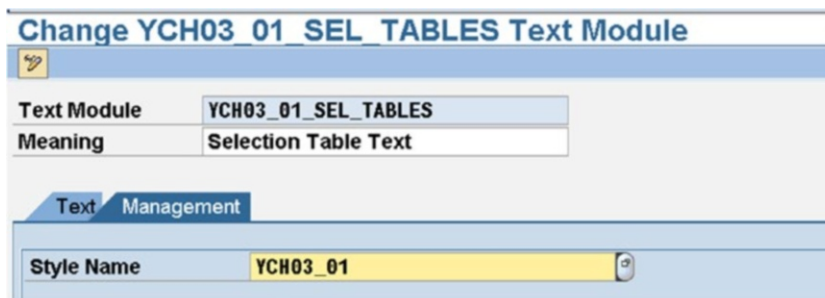 Change YCH03_01_SEL_TABLES Text Module
Text Module YCH03_01_SEL_TABLES
Meaning Selection Table Text
Text Management
Style Name YCH03_01